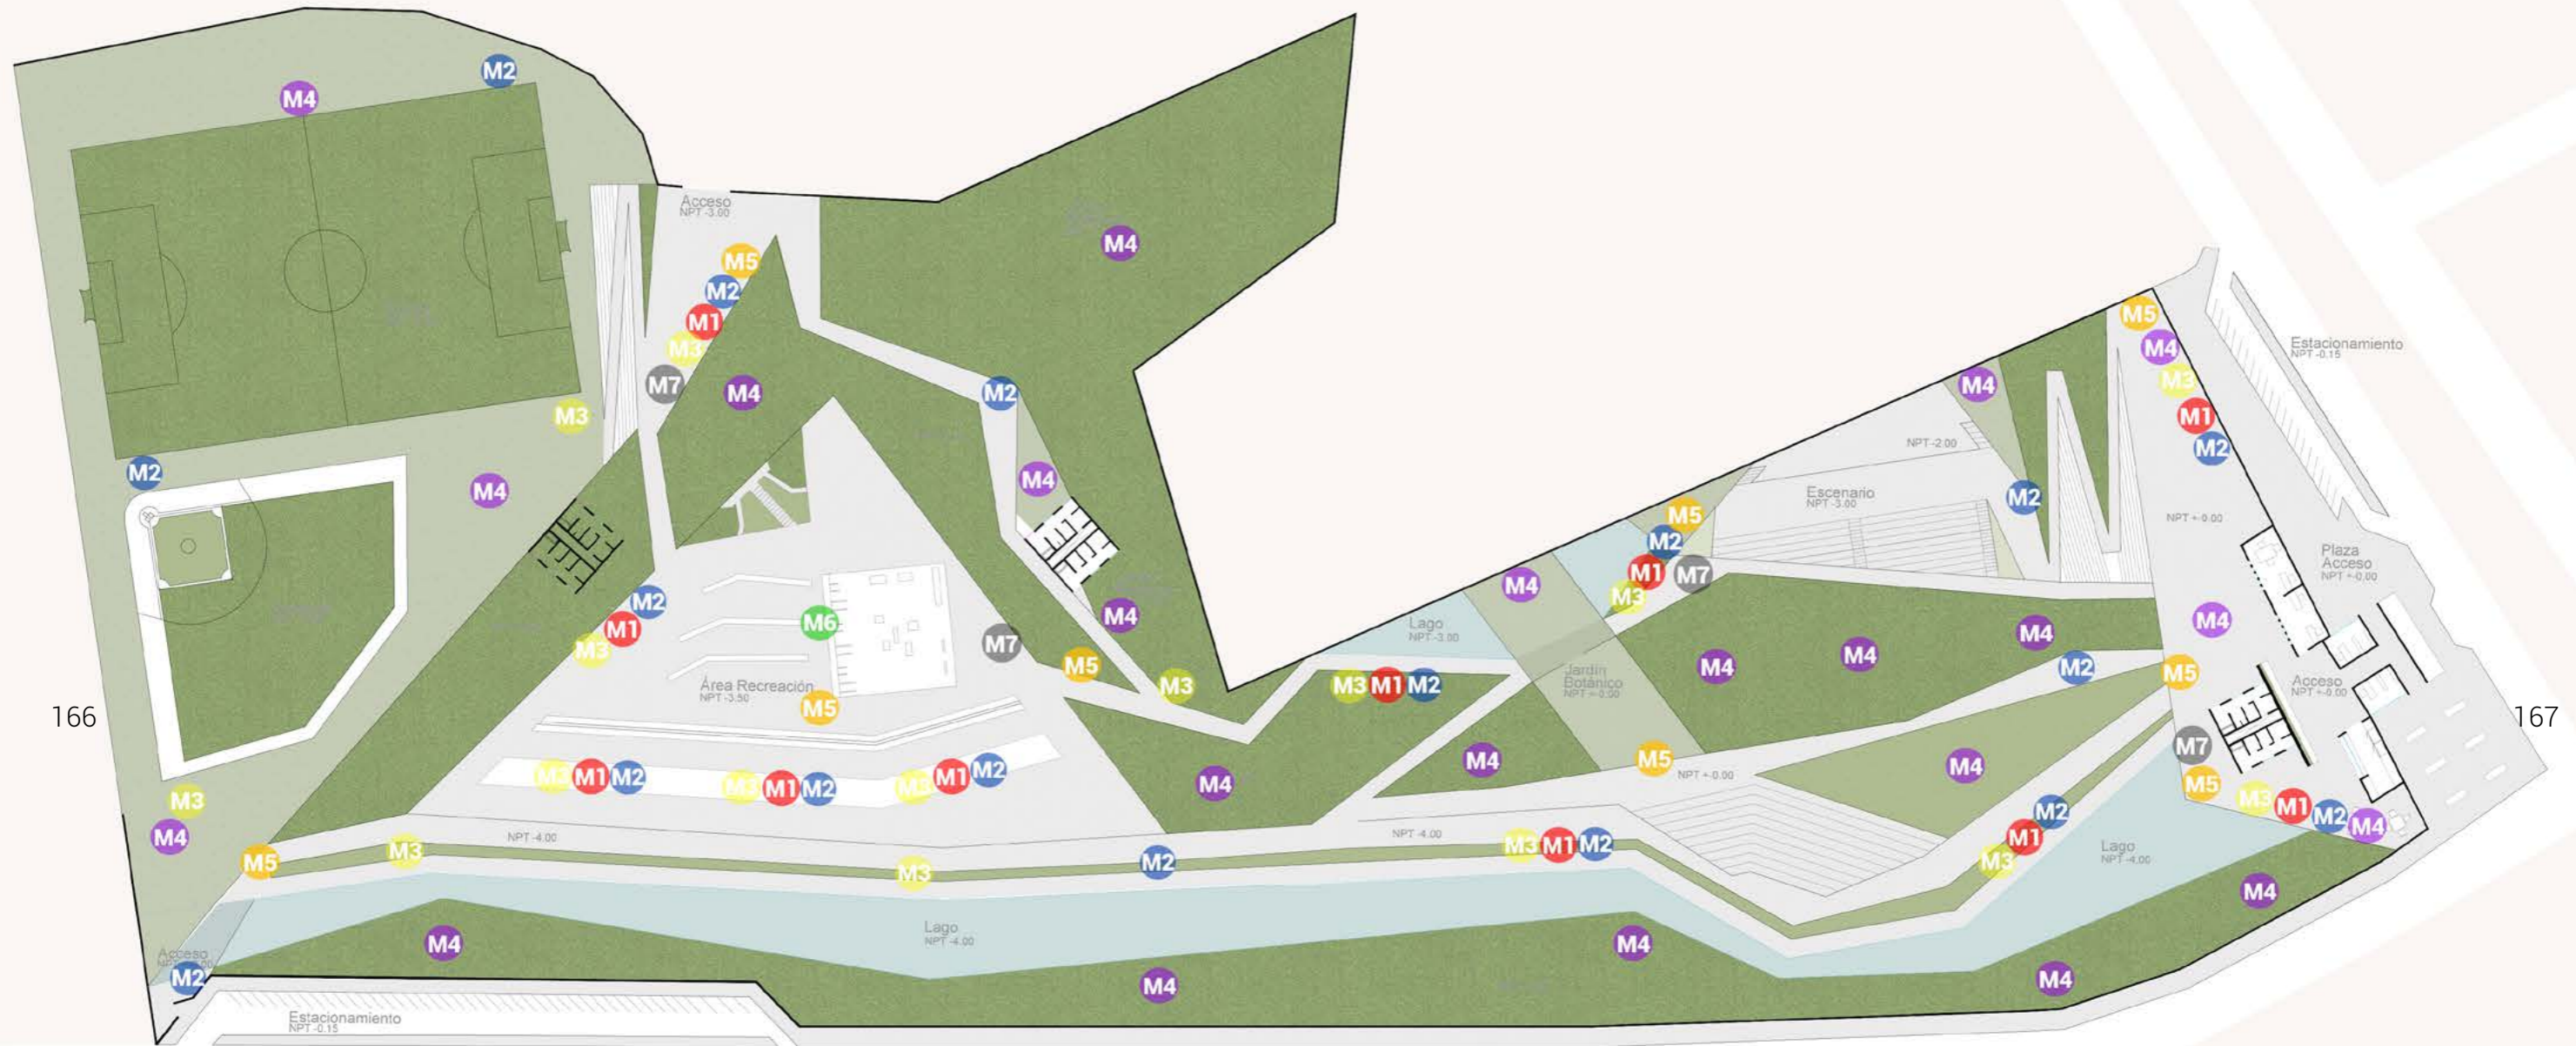 M2
M4
Acceso
NPT -3.00
M4
M5
M2
M1
M3
M7
M4
M2
M3
M2
M4
M4
M5
M4
M3
M1
M2
Estacionamiento
NPT -0.15
M4
NPT -2.00
Escenario
NPT -3.00
M2
NPT +-0.00
M5
M2
M1
M7
M3
M4
Plaza
Acceso
NPT +-0.00
M2
M1
M3
M6
M7
M4
M5
M3
Lago
NPT -3.00
M4
M4
M4
M4
M2
M5
Acceso
NPT +-0.00
Área Recreación
NPT -3.50
M5
M3
M1
M2
Jardín
Botánico
NPT +-0.00
166
167
M3
M1
M2
M3
M1
M2
M3
M1
M2
M4
M4
M5
NPT +-0.00
M4
M7
M5
M3
M1
M2
M4
M3
M4
M5
M3
NPT -4.00
M3
M2
NPT -4.00
M3
M1
M2
M2
M1
M3
Lago
NPT -4.00
M4
Acceso
M2
M4
Lago
NPT -4.00
M4
M4
M4
Estacionamiento
NPT -0.15